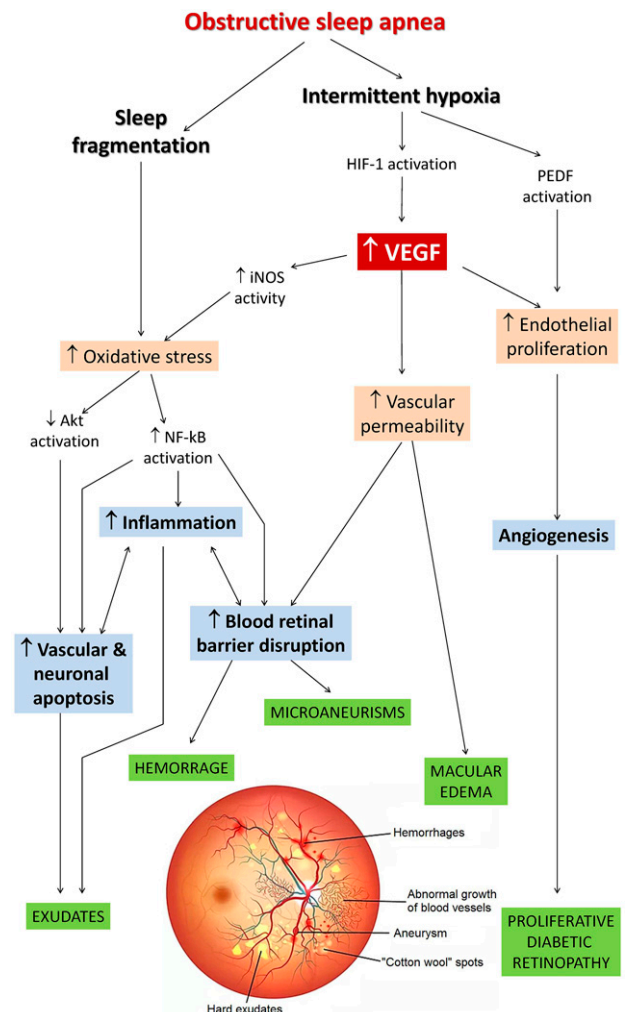 Obstructive sleep apnea
Intermittent hypoxia
Sleep
fragmentation
HIF-1 activation
PEDF
activation
↑ VEGF
↑ iNOS
activity
↑ Endothelial
proliferation
↑ Oxidative stress
↑ Vascular
permeability
↓ Akt
activation
↑ NF-kB
activation
↑ Inflammation
Angiogenesis
↑ Blood retinal
barrier disruption
↑ Vascular &
neuronal
apoptosis
MICROANEURISMS
HEMORRAGE
MACULAR
EDEMA
Hemorrhages
Abnormal growth
of blood vessels
EXUDATES
Aneurysm
PROLIFERATIVE
DIABETIC
RETINOPATHY
"Cotton wool" spots
Hard exudates